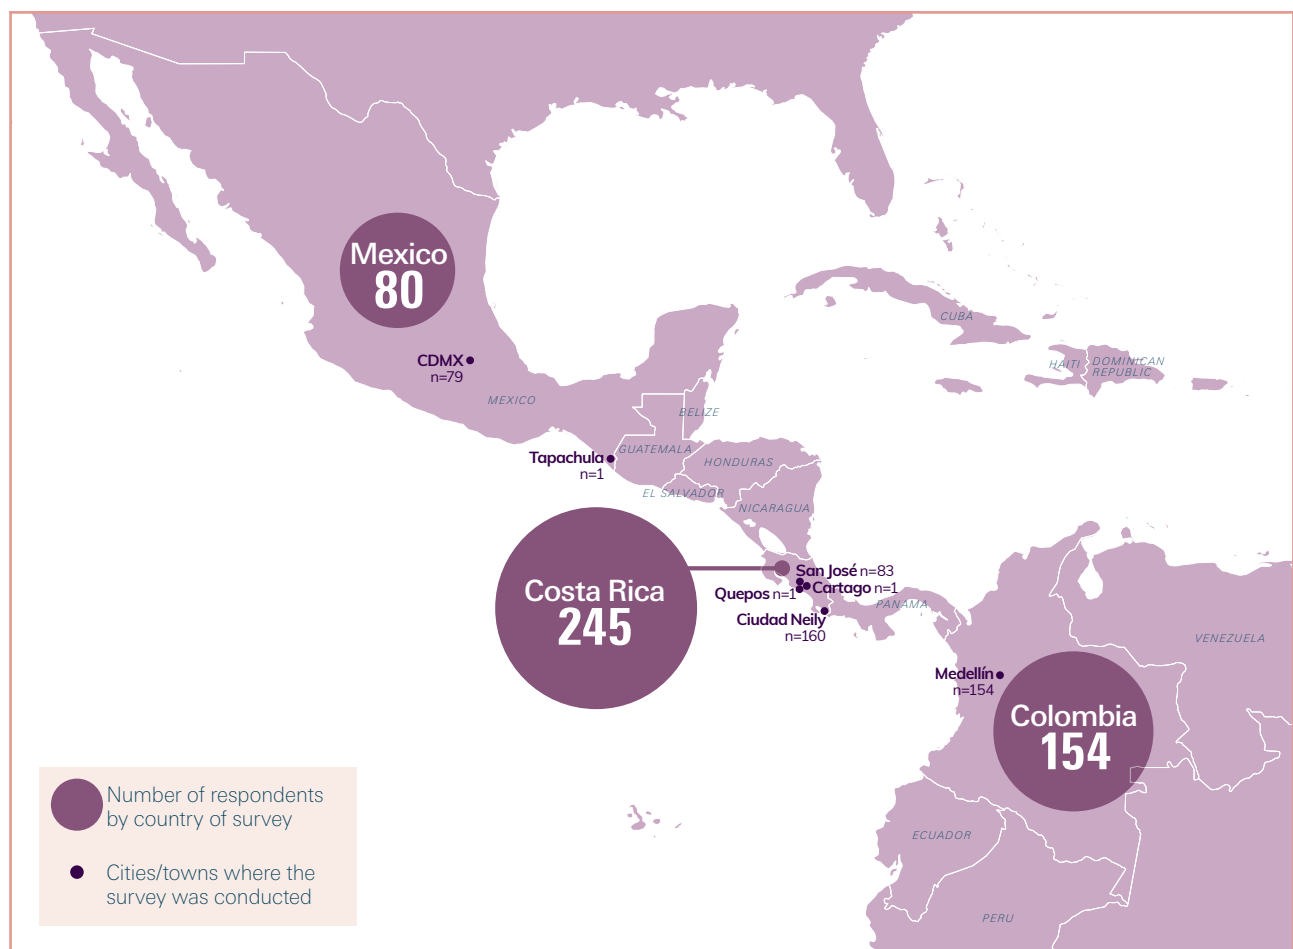 Mexico
80
CUBA
HAITI
DOMINICAN
REPUBLIC
CDMX
n=79
MEXICO
BELIZE
GUATEMALA
Tapachula
n=1
HONDURAS
EL SALVADOR
NICARAGUA
Costa Rica
245
San José n=83
Cartago n=1
Quepos n=1
PANAMA
Ciudad Neily
n=160
VENEZUELA
Medellín
n=154
Colombia
154
ECUADOR
PERU
Number of respondents
by country of survey
Cities/towns where the
survey was conducted